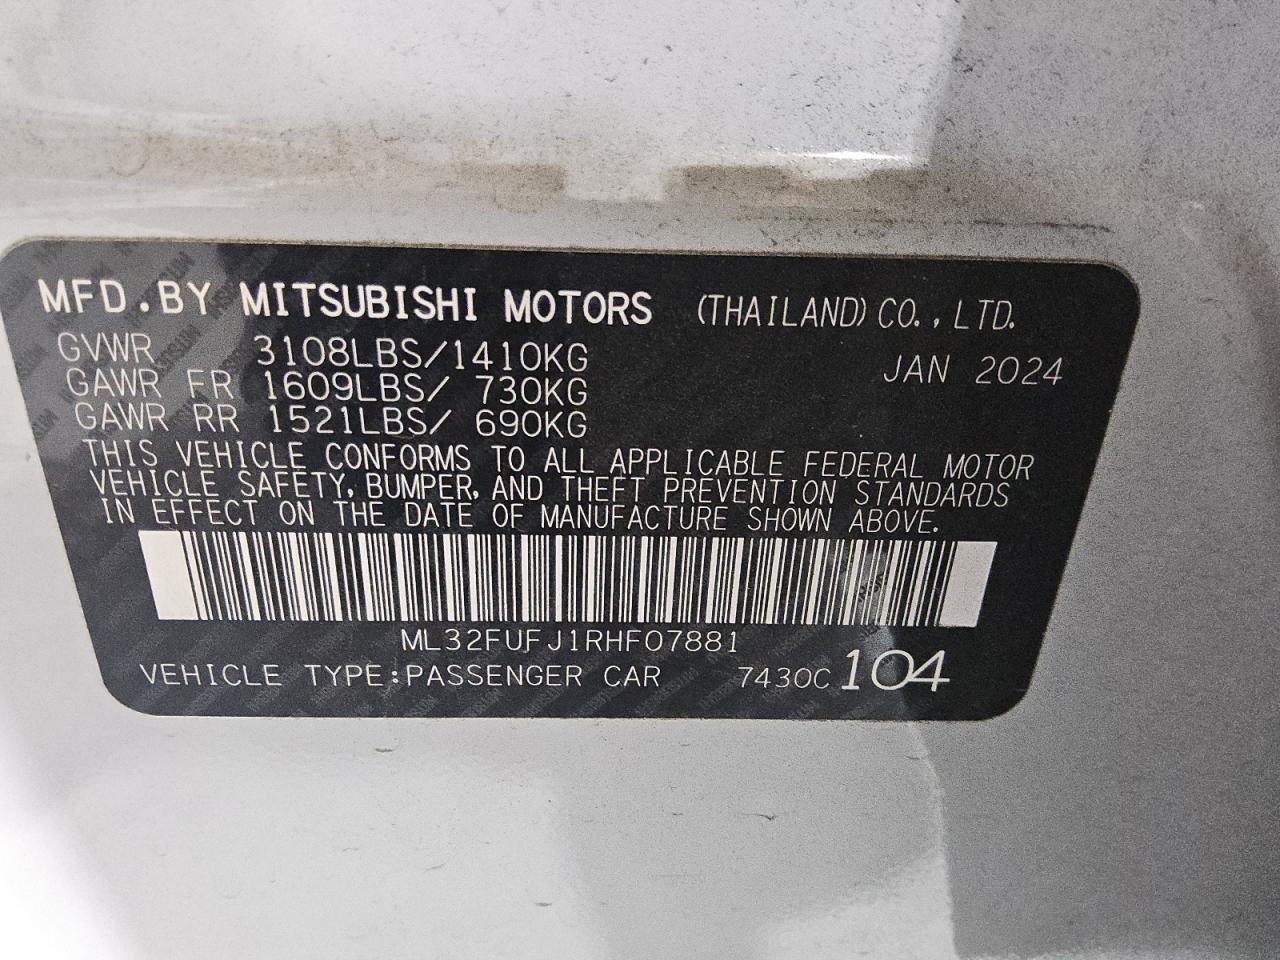 MFD.BY MITSUBISHI MOTORS (THAILAND) CO.,LTD.
GVWR 3108LBS/1410KG JAN 2024
GAWR FR 1609LBS/ 730KG
GAWR RR 1521LBS/ 690KG
THIS VEHICLE CONFORMS TO ALL APPLICABLE FEDERAL MOTOR
VEHICLE SAFETY, BUMPER, AND THEFT PREVENTION STANDARDS
IN EFFECT ON THE DATE OF MANUFACTURE SHOWN ABOVE.
ML32FUFJ1RHF07881
VEHICLE TYPE:PASSENGER CAR 7430C 104